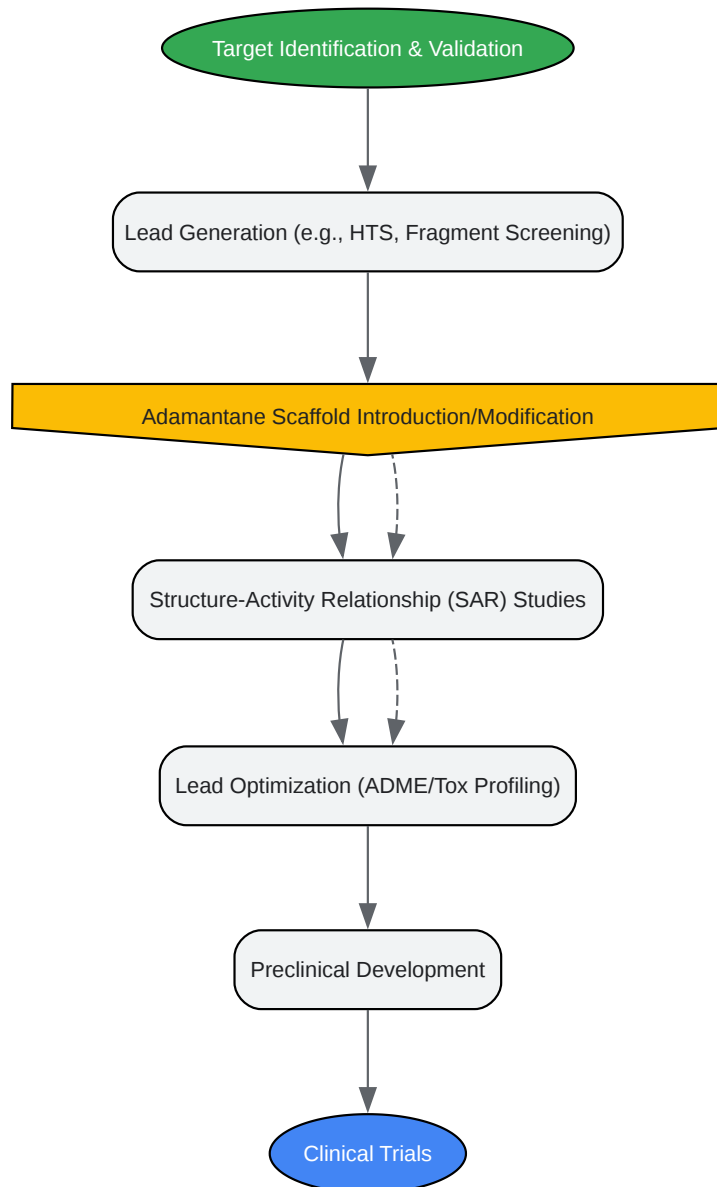 Target Identification & Validation
Lead Generation (e.g., HTS, Fragment Screening)
Adamantane Scaffold Introduction/Modification
Structure-Activity Relationship (SAR) Studies
Lead Optimization (ADME/Tox Profiling)
Preclinical Development
Clinical Trials